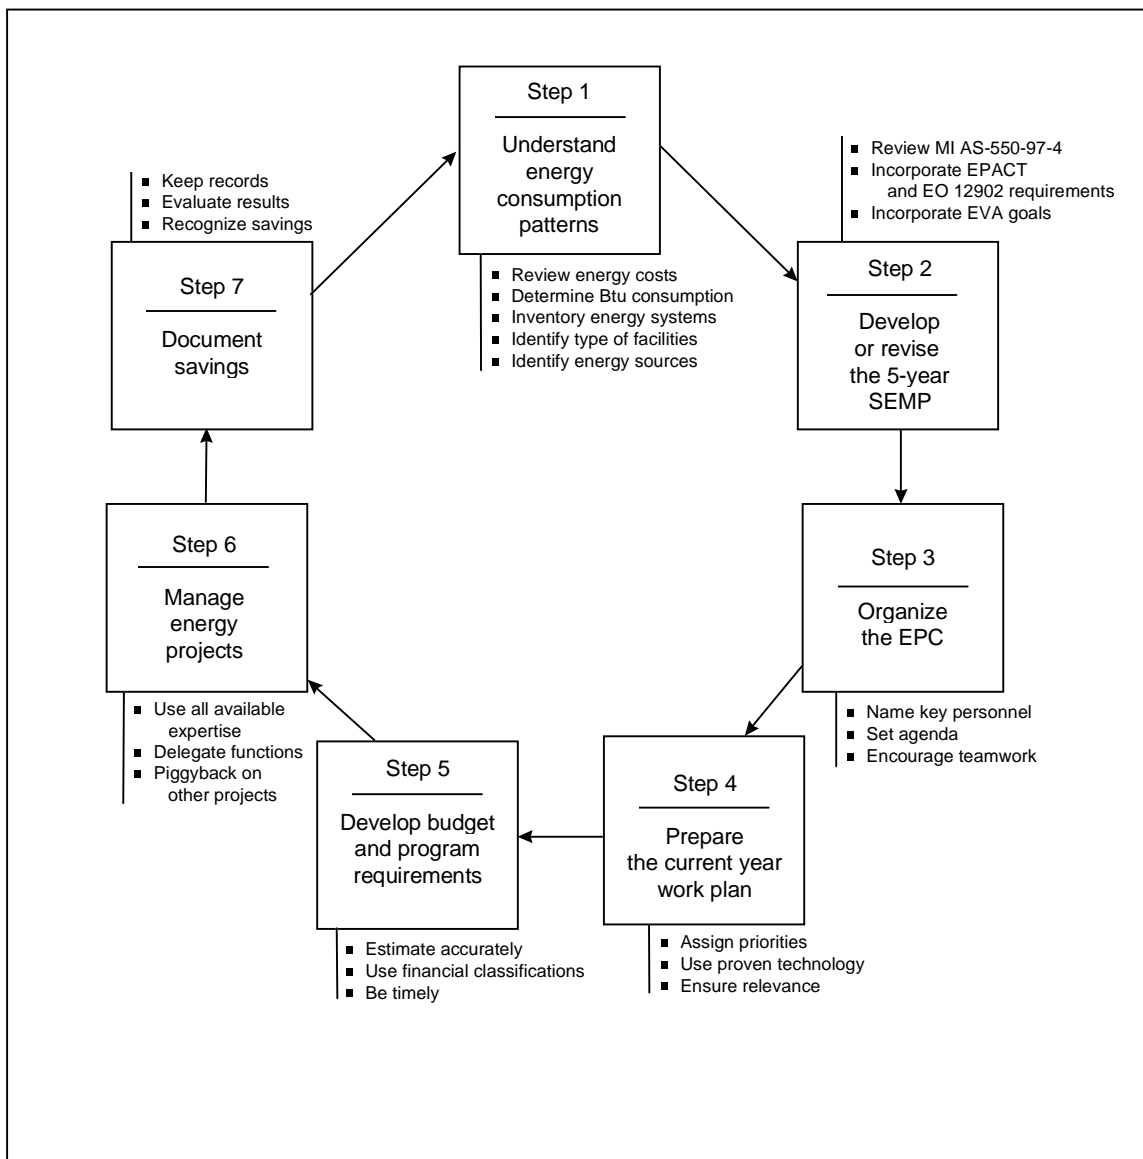 Step 1
Understand
energy
consumption
patterns
▪ Review energy costs
▪ Determine Btu consumption
▪ Inventory energy systems
▪ Identify type of facilities
▪ Identify energy sources
▪ Review MI AS-550-97-4
▪ Incorporate EPACT
and EO 12902 requirements
▪ Incorporate EVA goals
Step 2
Develop
or revise
the 5-year
SEMP
Step 3
Organize
the EPC
▪ Name key personnel
▪ Set agenda
▪ Encourage teamwork
Step 4
Prepare
the current year
work plan
▪ Assign priorities
▪ Use proven technology
▪ Ensure relevance
Step 5
Develop budget
and program
requirements
▪ Estimate accurately
▪ Use financial classifications
▪ Be timely
Step 6
Manage
energy
projects
▪ Use all available
expertise
▪ Delegate functions
▪ Piggyback on
other projects
▪ Keep records
▪ Evaluate results
▪ Recognize savings
Step 7
Document
savings